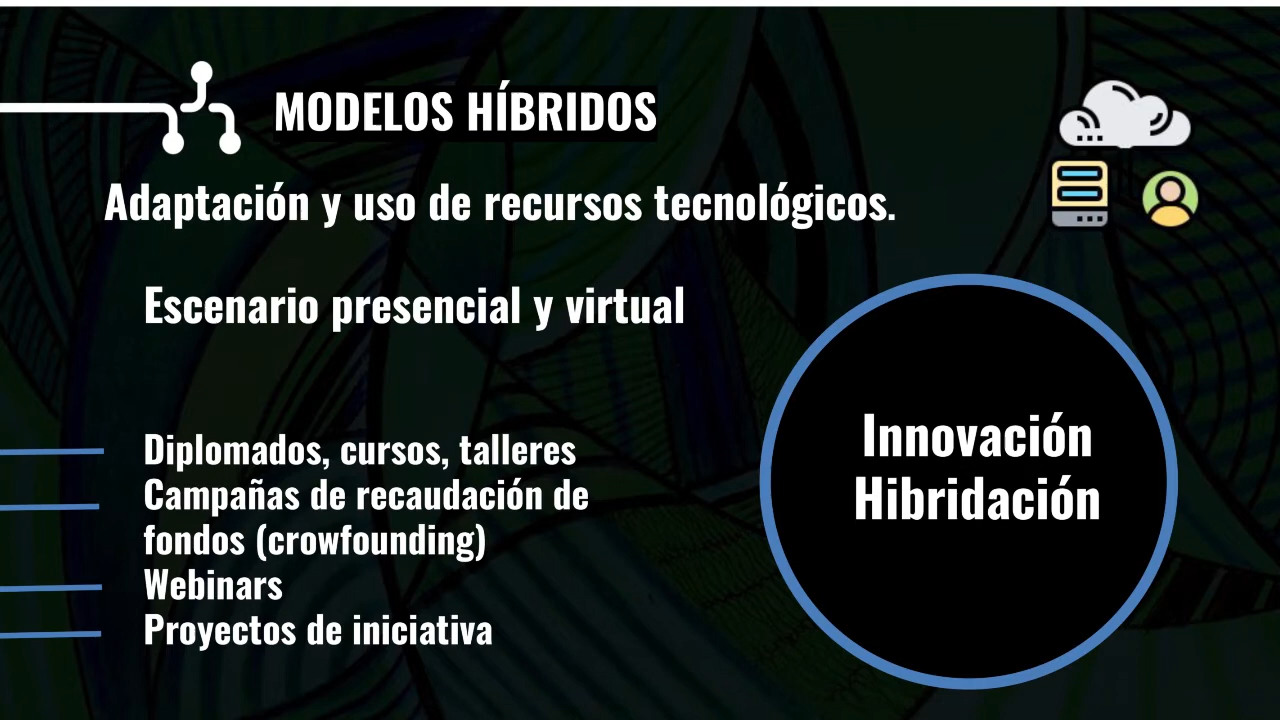 MODELOS HÍBRIDOS
Adaptación y uso de recursos tecnológicos.
Escenario presencial y virtual
Diplomados, cursos, talleres
Campañas de recaudación de
fondos (crowfounding)
Webinars
Proyectos de iniciativa
Innovación
Hibridación